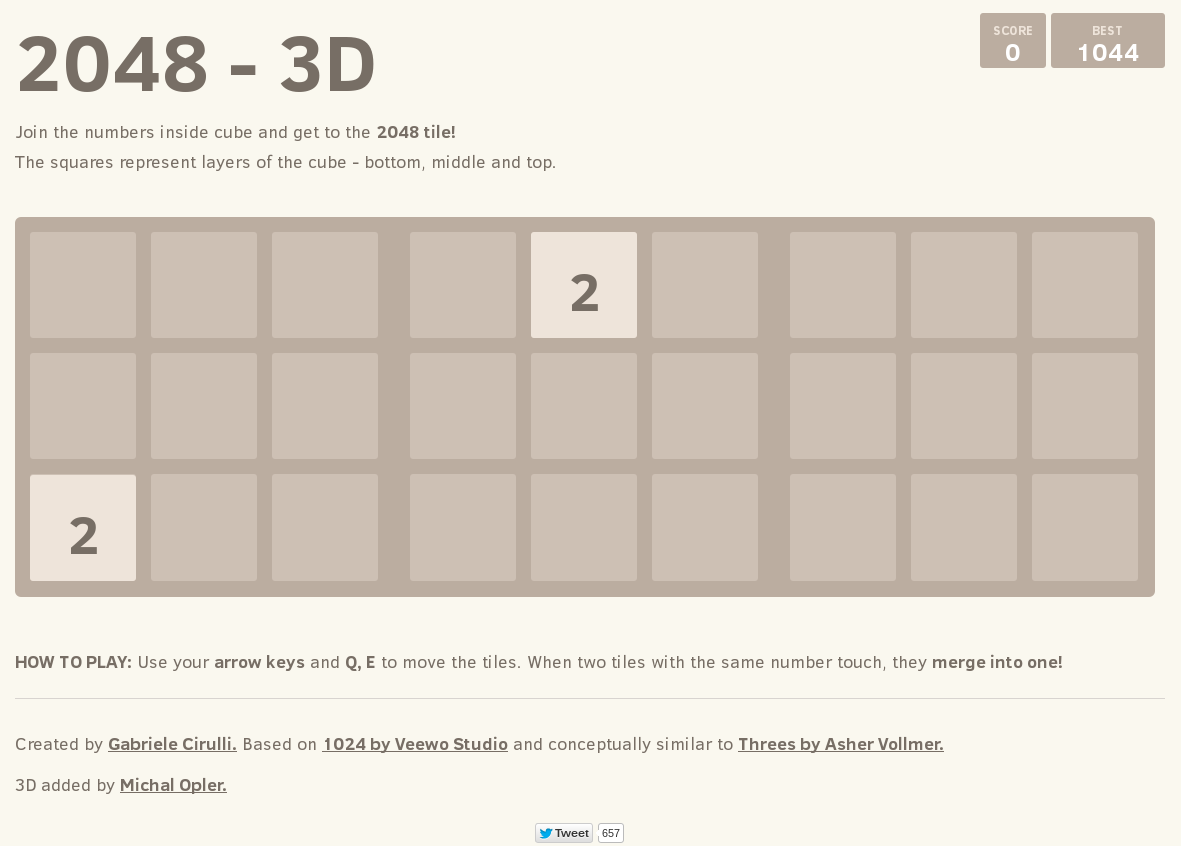 2048 - 3D
SCORE
0
BEST
1044
Join the numbers inside cube and get to the 2048 tile!
The squares represent layers of the cube - bottom, middle and top.
2
2
HOW TO PLAY: Use your arrow keys and Q, E to move the tiles. When two tiles with the same number touch, they merge into one!
Created by Gabriele Cirulli. Based on 1024 by Veewo Studio and conceptually similar to Threes by Asher Vollmer.
3D added by Michal Opler.
Tweet 657